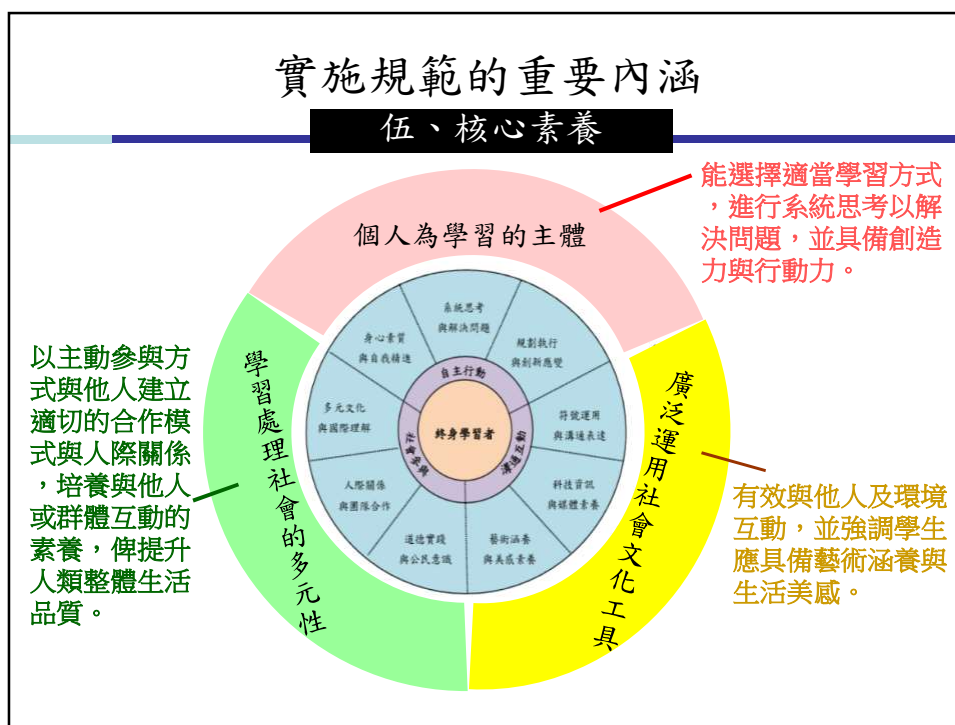 實施規範的重要內涵
伍、核心素養
能選擇適當學習方式
，進行系統思考以解
決問題，並具備創造
力與行動力。
個人為學習的主體
系統思考
與解決問題
身心素質
與自我精進
規劃執行
與創新應變
自主行動
以主動參與方
式與他人建立
適切的合作模
式與人際關係
，培養與他人
或群體互動的
素養，俾提升
人類整體生活
品質。
學習處理社會的多元性
多元文化
與國際理解
終身學習者
社會參與
溝通互動
符號運用
與溝通表達
廣泛運用社會文化工具
人際關係
與團隊合作
科技資訊
與媒體素養
道德實踐
與公民意識
藝術涵養
與美感素養
有效與他人及環境
互動，並強調學生
應具備藝術涵養與
生活美感。